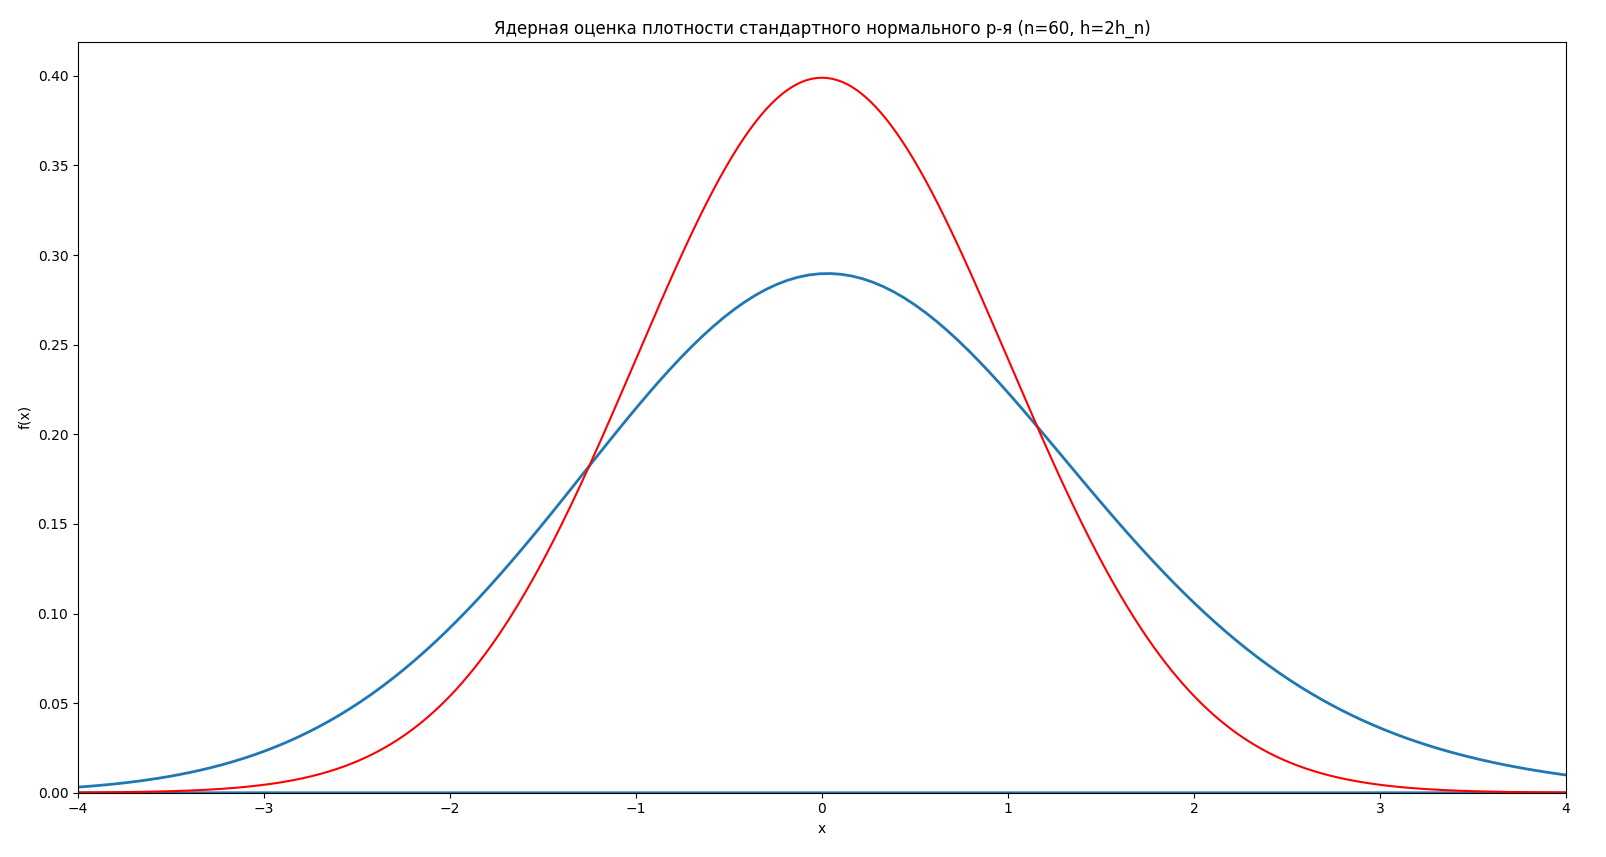 Ядерная оценка плотности стандартного нормального р-я (n=60, h=2h_n)
0.40
0.35
0.30
0.25
0.20
0.15
0.10
0.05
0.00
f(x)
−4 −3 −2 −1 0 1 2 3 4
x